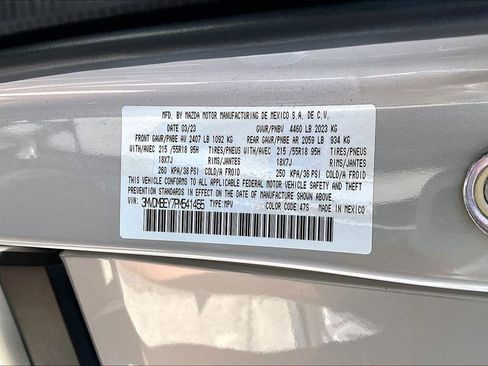 MFD. BY MAZDA MOTOR MANUFACTURING DE MEXICO S.A. DE C.V.
DATE 03/23 GVWR/PNBV 4460 LB 2023 KG
FRONT GAWR/PNBE AV 2407 LB 1092 KG REAR GAWR/PNBE AR 2059 LB 934 KG
WITH/AVEC 215 /55R18 95H TIRES/PNEUS WITH/AVEC 215 /55R18 95H TIRES/PNEUS
18X7J RIMS/JANTES 18X7J RIMS/JANTES
260 KPA/38 PSI COLD/A FROID 250 KPA/36 PSI COLD/A FROID
THIS VEHICLE CONFORMS TO ALL APPLICABLE FEDERAL MOTOR VEHICLE SAFETY AND
THEFT PREVENTION STANDARDS IN EFFECT ON THE DATE OF MANUFACTURE SHOWN ABOVE.
VIN: 3MVDMBEY7PM541455 TYPE: MPV COLOR CODE: 47S MADE IN MEXICO